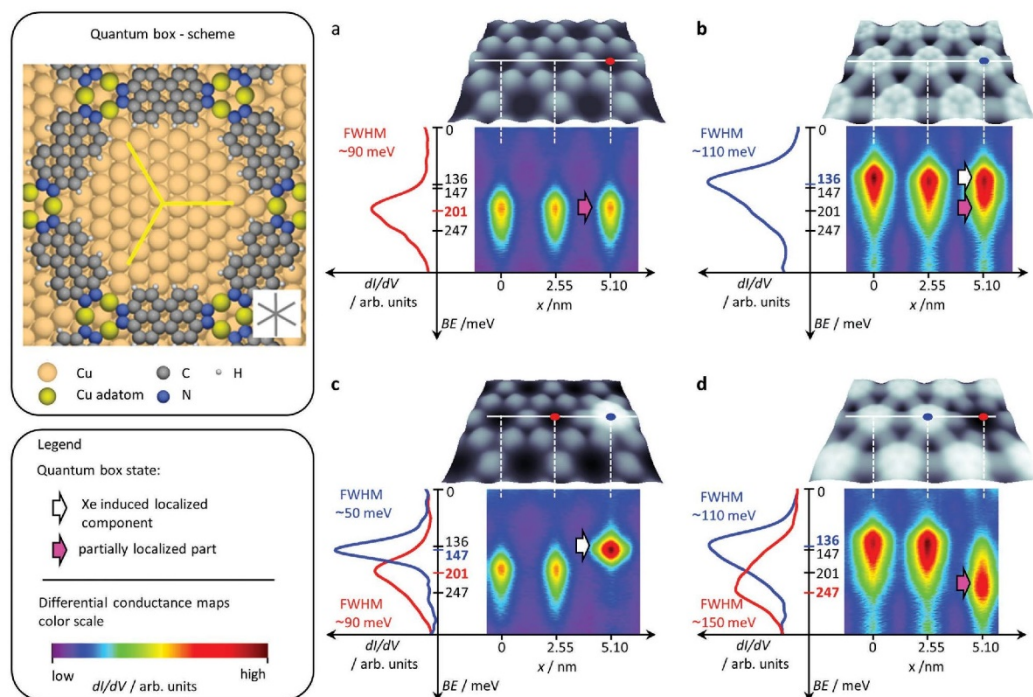 Quantum box - scheme
Cu
C
H
Cu adatom
N
Legend
Quantum box state:
Xe induced localized
component
partially localized part
Differential conductance maps
color scale
low
high
dI/dV / arb. units
a
FWHM
~90 meV
0
136
147
201
247
dI/dV
/ arb. units
0
2.55
5.10
x /nm
BE / meV
b
FWHM
~110 meV
0
136
147
201
247
dI/dV
/ arb. units
0
2.55
5.10
x /nm
BE / meV
c
FWHM
~50 meV
0
136
147
201
247
FWHM
~90 meV
dI/dV
/ arb. units
0
2.55
5.10
x /nm
BE / meV
d
FWHM
~110 meV
0
136
147
201
247
FWHM
~150 meV
dI/dV
/ arb. units
0
2.55
5.10
x /nm
BE / meV